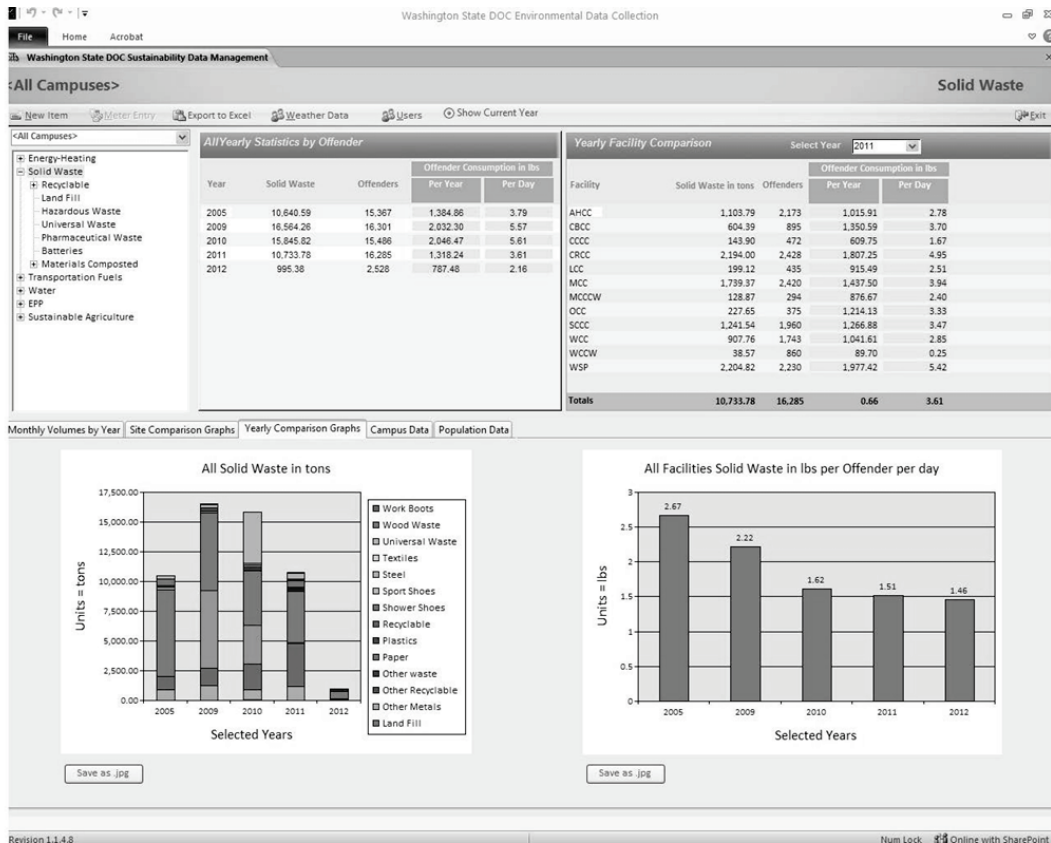 Washington State DOC Environmental Data Collection
File Home Acrobat
Washington State DOC Sustainability Data Management
<All Campuses> Solid Waste
New Item Meter Entry Export to Excel Weather Data Users Show Current Year Exit
<All Campuses>
Energy-Heating
Solid Waste
Recyclable
Land Fill
Hazardous Waste
Universal Waste
Pharmaceutical Waste
Batteries
Materials Composted
Transportation Fuels
Water
EPP
Sustainable Agriculture
All Yearly Statistics by Offender
Offender Consumption in lbs
Year Solid Waste Offenders Per Year Per Day
2005 10,640.59 15,367 1,384.86 3.79
2009 16,564.26 16,301 2,032.30 5.57
2010 15,845.82 15,486 2,046.47 5.61
2011 10,733.78 16,285 1,318.24 3.61
2012 995.38 2,528 787.48 2.16
Yearly Facility Comparison Select Year 2011
Offender Consumption in lbs
Facility Solid Waste in tons Offenders Per Year Per Day
AHCC 1,103.79 2,173 1,015.91 2.78
CBCC 604.39 895 1,350.59 3.70
CCCC 143.90 472 609.75 1.67
CRCC 2,194.00 2,428 1,807.25 4.95
LCC 199.12 435 915.49 2.51
MCC 1,739.37 2,420 1,437.50 3.94
MCCCW 128.87 294 876.67 2.40
OCC 227.65 375 1,214.13 3.33
SCCC 1,241.54 1,960 1,266.88 3.47
WCC 907.76 1,743 1,041.61 2.85
WCCW 38.57 860 89.70 0.25
WSP 2,204.82 2,230 1,977.42 5.42
Totals 10,733.78 16,285 0.66 3.61
Monthly Volumes by Year Site Comparison Graphs Yearly Comparison Graphs Campus Data Population Data
All Solid Waste in tons
17,500.00
15,000.00
12,500.00
10,000.00
7,500.00
5,000.00
2,500.00
0.00
Units = tons
2005 2009 2010 2011 2012
Selected Years
Work Boots
Wood Waste
Universal Waste
Textiles
Steel
Sport Shoes
Shower Shoes
Recyclable
Plastics
Paper
Other waste
Other Recyclable
Other Metals
Land Fill
Save as .jpg
All Facilities Solid Waste in lbs per Offender per day
3
2.5
2
1.5
1
0.5
0
Units = lbs
2.67
2.22
1.62
1.51
1.46
2005 2009 2010 2011 2012
Selected Years
Save as .jpg
Revision 1.1.4.8 Num Lock Online with SharePoint